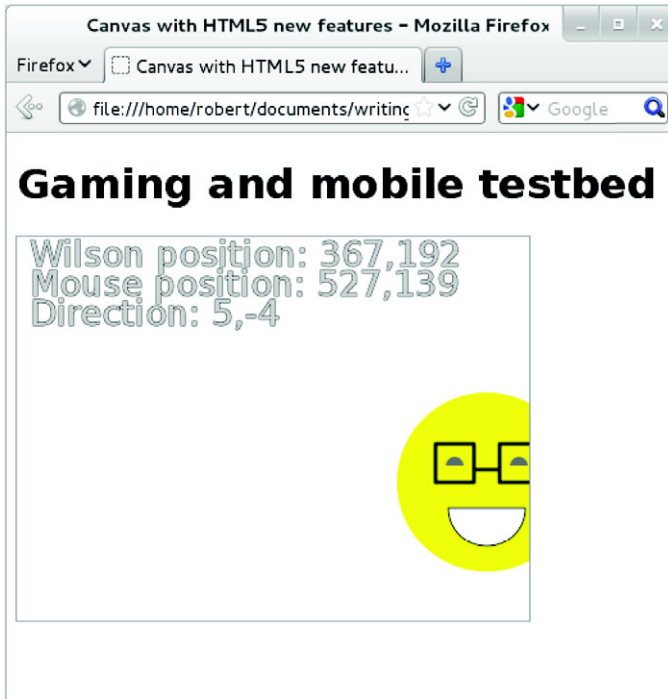 Canvas with HTML5 new features – Mozilla Firefox
Firefox
Canvas with HTML5 new featu...
file:///home/robert/documents/writing
Google
Gaming and mobile testbed
Wilson position: 367,192
Mouse position: 527,139
Direction: 5,-4